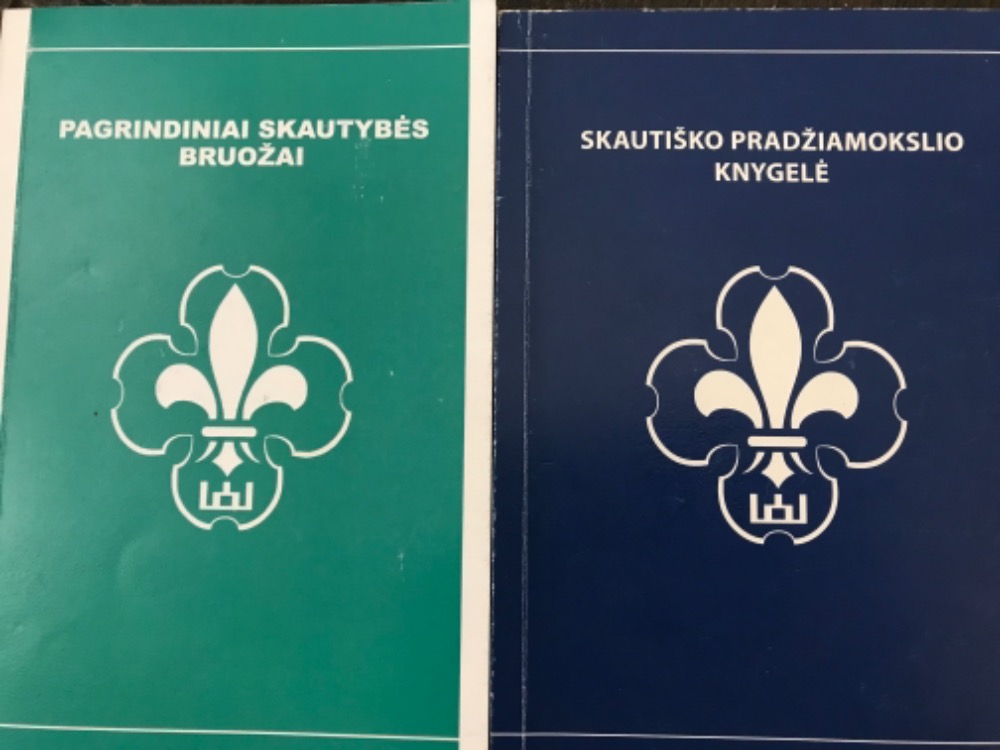 PAGRINDINIAI SKAUTYBĖS
BRUOŽAI
SKAUTIŠKO PRADŽIAMOKSLIO
KNYGELĖ